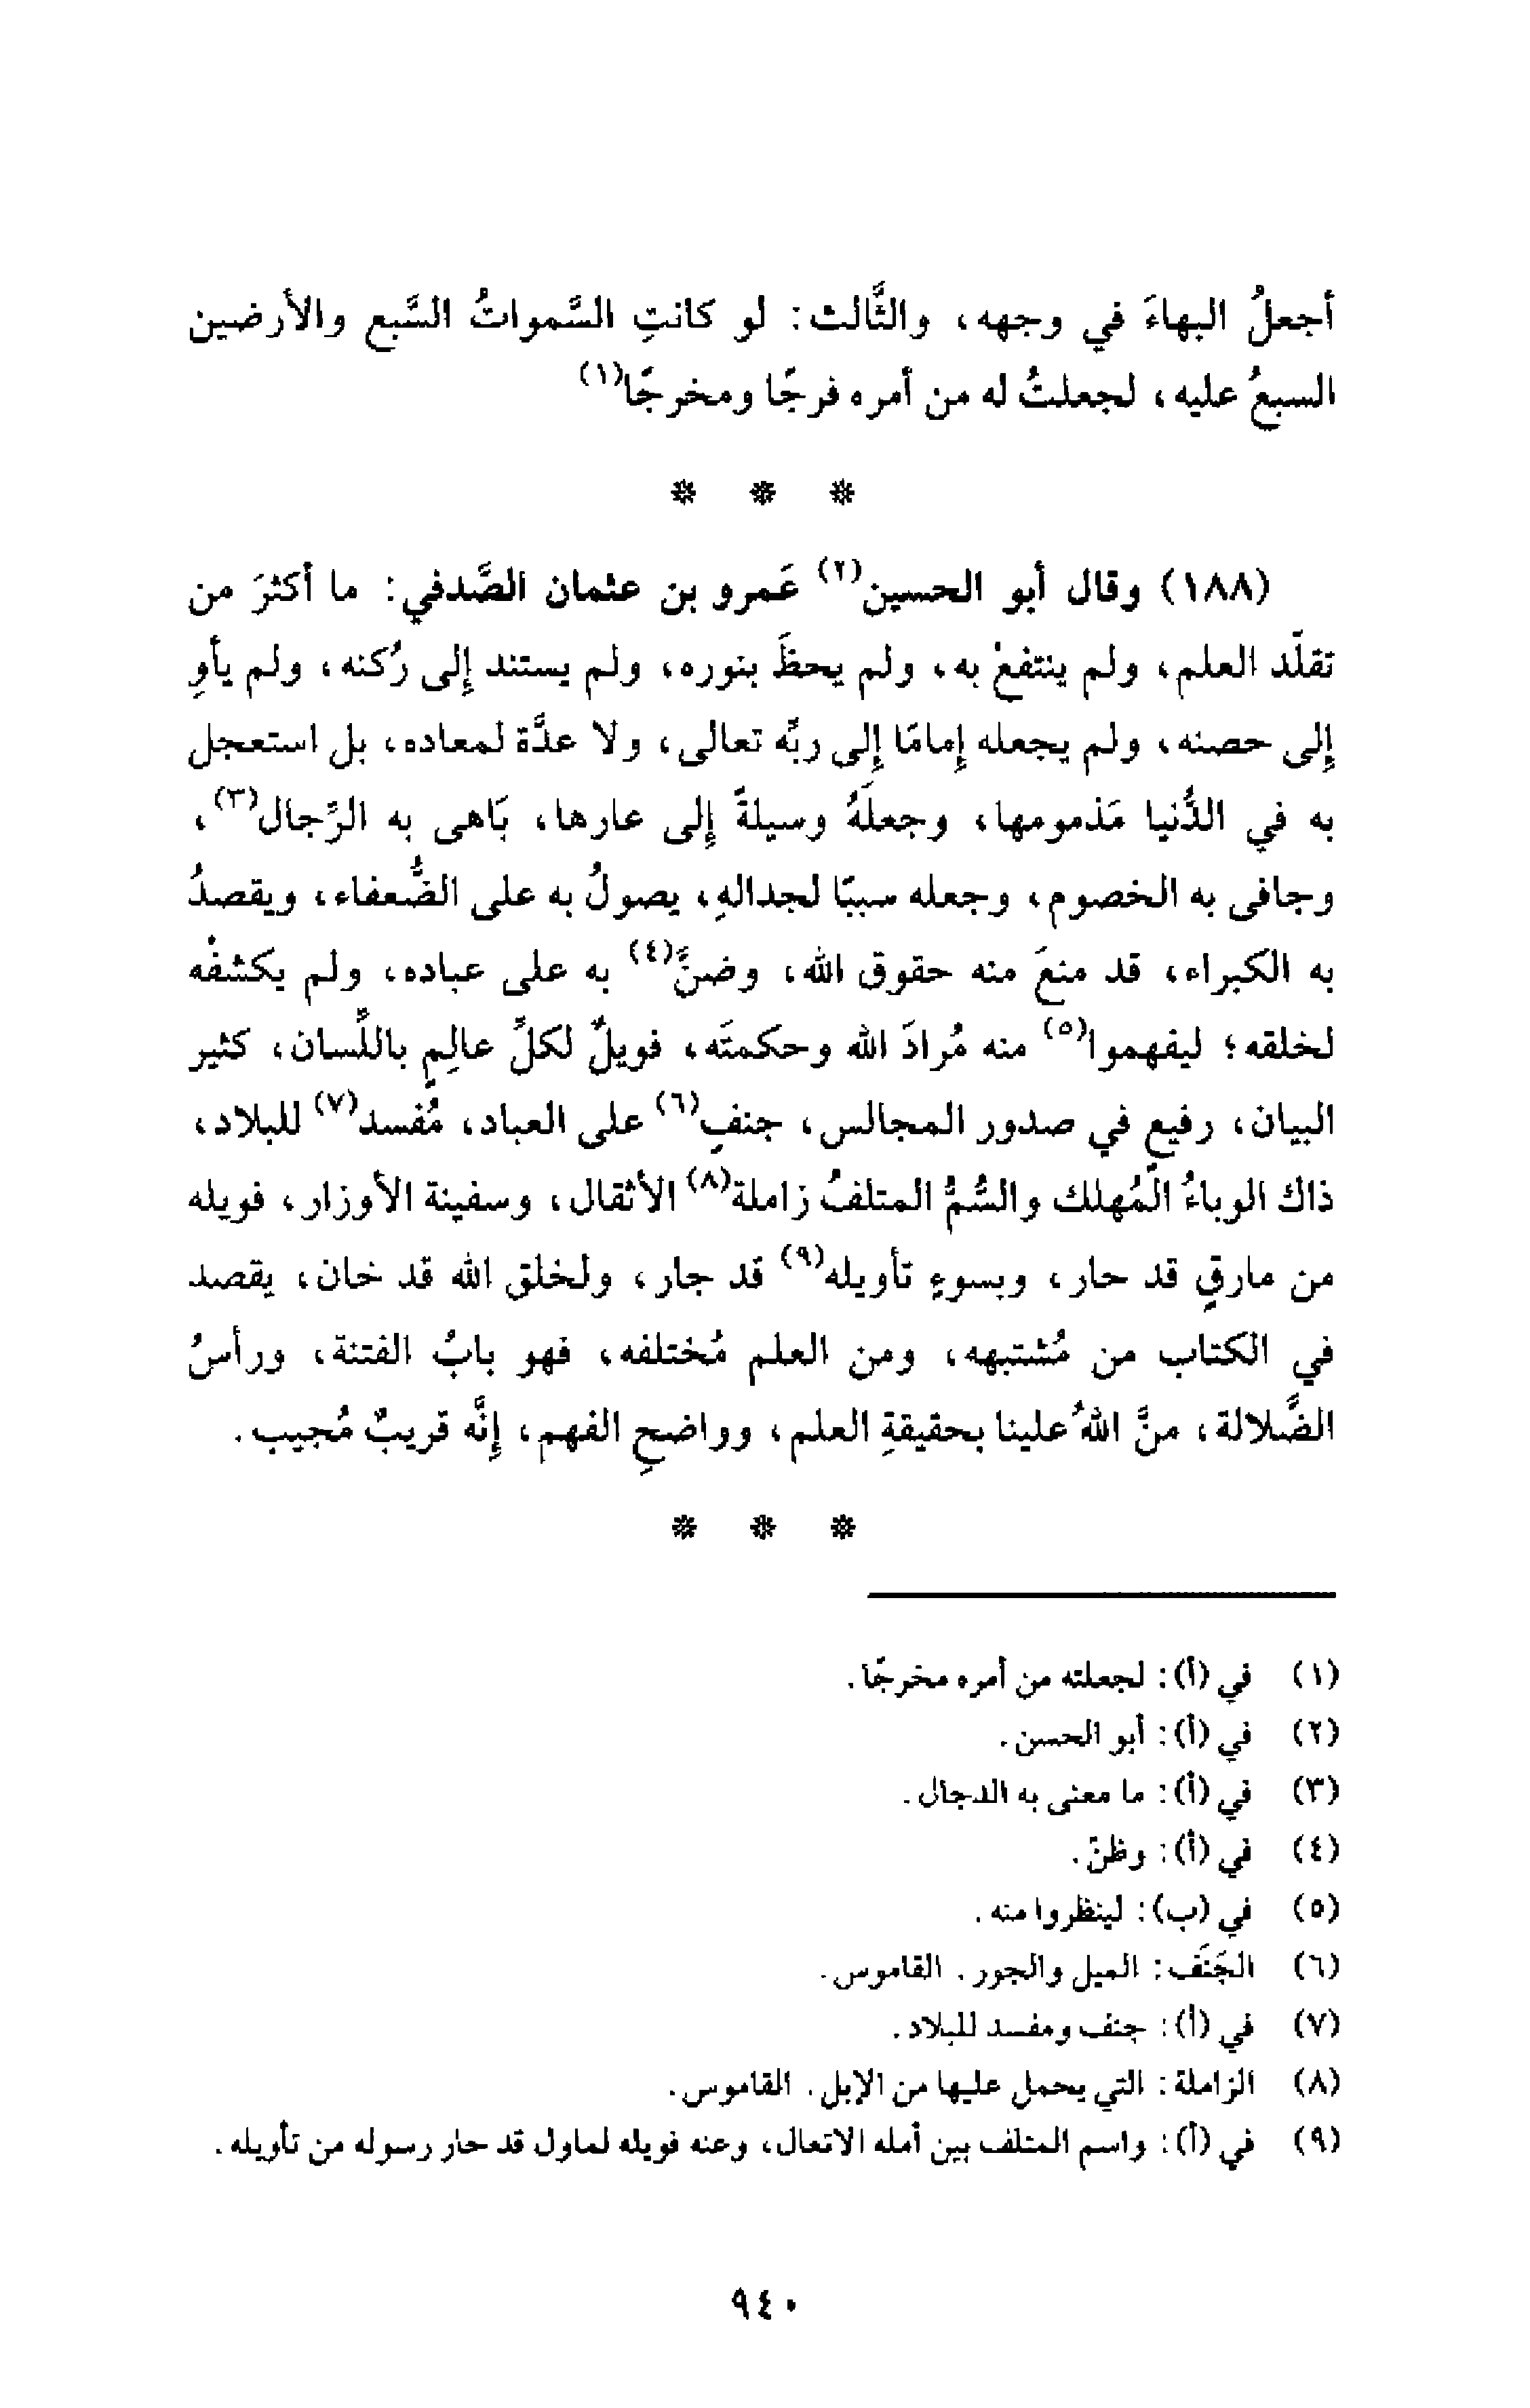 أجعلُ البهاءَ في وجهه، والثَّالث: لو كانتِ السَّمواتُ السَّبع والأرضين
السبعُ عليه، لجعلتُ له من أمره فرجًا ومخرجًا(١)
* * *
(١٨٨) وقال أبو الحسين(٢) عَمرو بن عثمان الصَّدفي: ما أكثرَ من
تقلّد العلم، ولم ينتفعْ به، ولم يحظَ بنوره، ولم يستند إلى رُكنه، ولم يأوِ
إلى حصنه، ولم يجعله إمامًا إلى ربِّه تعالى، ولا عدَّة لمعاده، بل استعجل
به في الدُّنيا مَذمومها، وجعلَهُ وسيلةً إلى عارها، بَاهى به الرِّجال(٣)،
وجافى به الخصوم، وجعله سببًا لجدالهِ، يصولُ به على الضُّعفاء، ويقصدُ
به الكبراء، قد منعَ منه حقوق الله، وضنَّ(٤) به على عباده، ولم يكشفْه
لخلقه؛ ليفهموا(٥) منه مُرادَ الله وحكمتَه، فويلٌ لكلِّ عالِمٍ باللِّسان، كثير
البيان، رفيع في صدور المجالس، جنفٍ(٦) على العباد، مُفسد(٧) للبلاد،
ذاك الوباءُ المُهلك والسُّمُّ المتلفُ زاملة(٨) الأثقال، وسفينة الأوزار، فويله
من مارقٍ قد حار، وبسوءِ تأويله(٩) قد جار، ولخلق الله قد خان، يقصد
في الكتاب من مُشتبهه، ومن العلم مُختلفه، فهو بابُ الفتنة، ورأسُ
الضَّلالة، منَّ اللهُ علينا بحقيقةِ العلم، وواضحِ الفهم، إنَّه قريبٌ مُجيب.
* * *
(١) في (أ): لجعلته من أمره مخرجًا.
(٢) في (أ): أبو الحسن.
(٣) في (أ): ما معنى به الدجال.
(٤) في (أ): وظنّ.
(٥) في (ب): لينظروا منه.
(٦) الجَنَف: الميل والجور. القاموس.
(٧) في (أ): جنف ومفسد للبلاد.
(٨) الزاملة: التي يحمل عليها من الإبل. القاموس.
(٩) في (أ): واسم المتلف بين أمله الاتعال، وعنه فويله لماول قد حار رسوله من تأويله.
٩٤٠